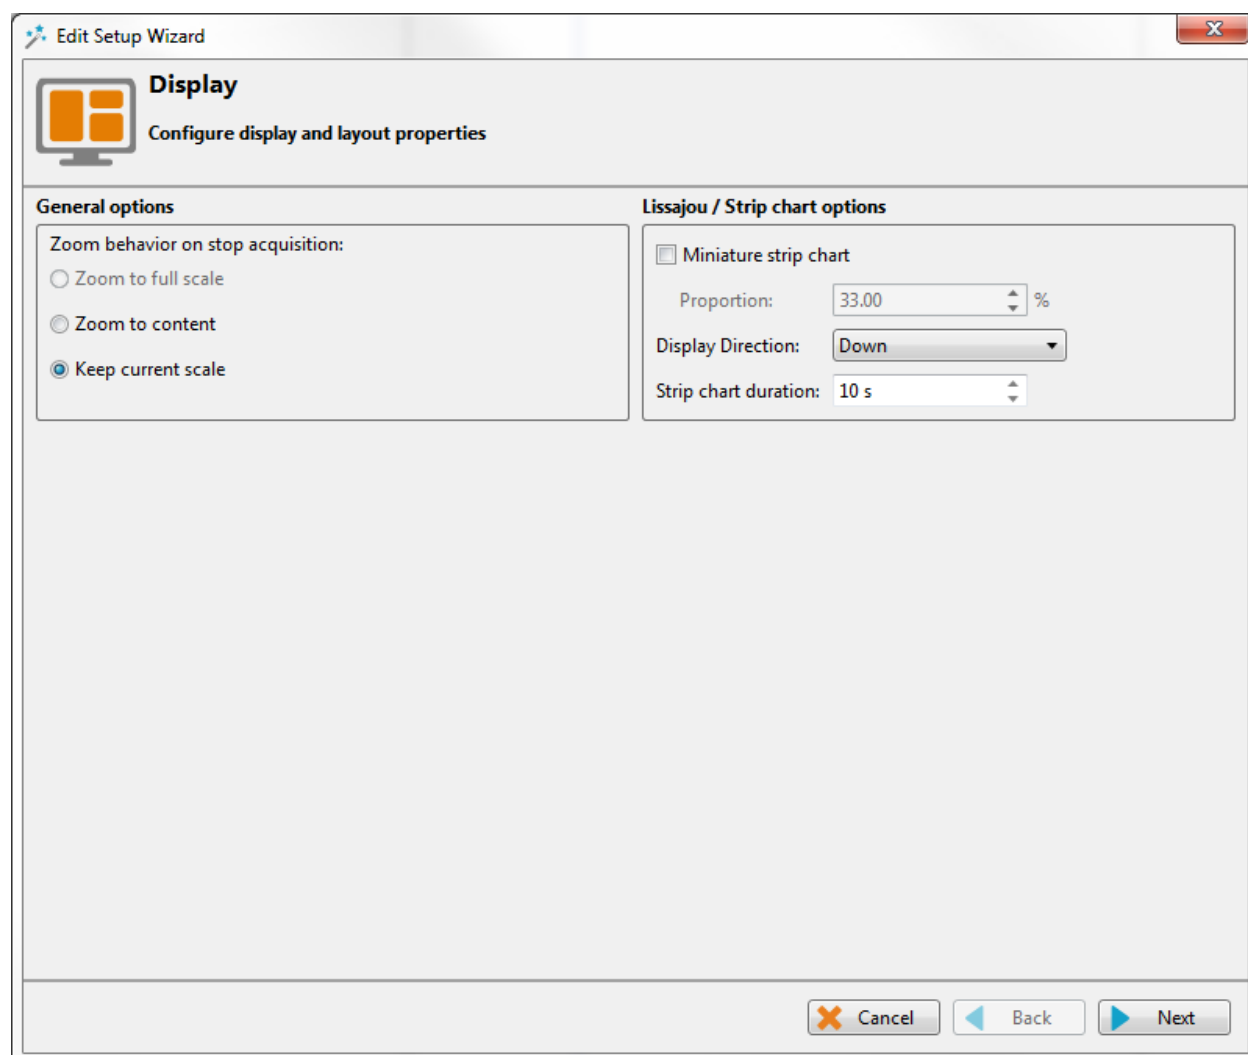 Edit Setup Wizard
X
Display
Configure display and layout properties
General options
Zoom behavior on stop acquisition:
Zoom to full scale
Zoom to content
Keep current scale
Lissajou / Strip chart options
Miniature strip chart
Proportion: 33.00 %
Display Direction: Down
Strip chart duration: 10 s
Cancel Back Next